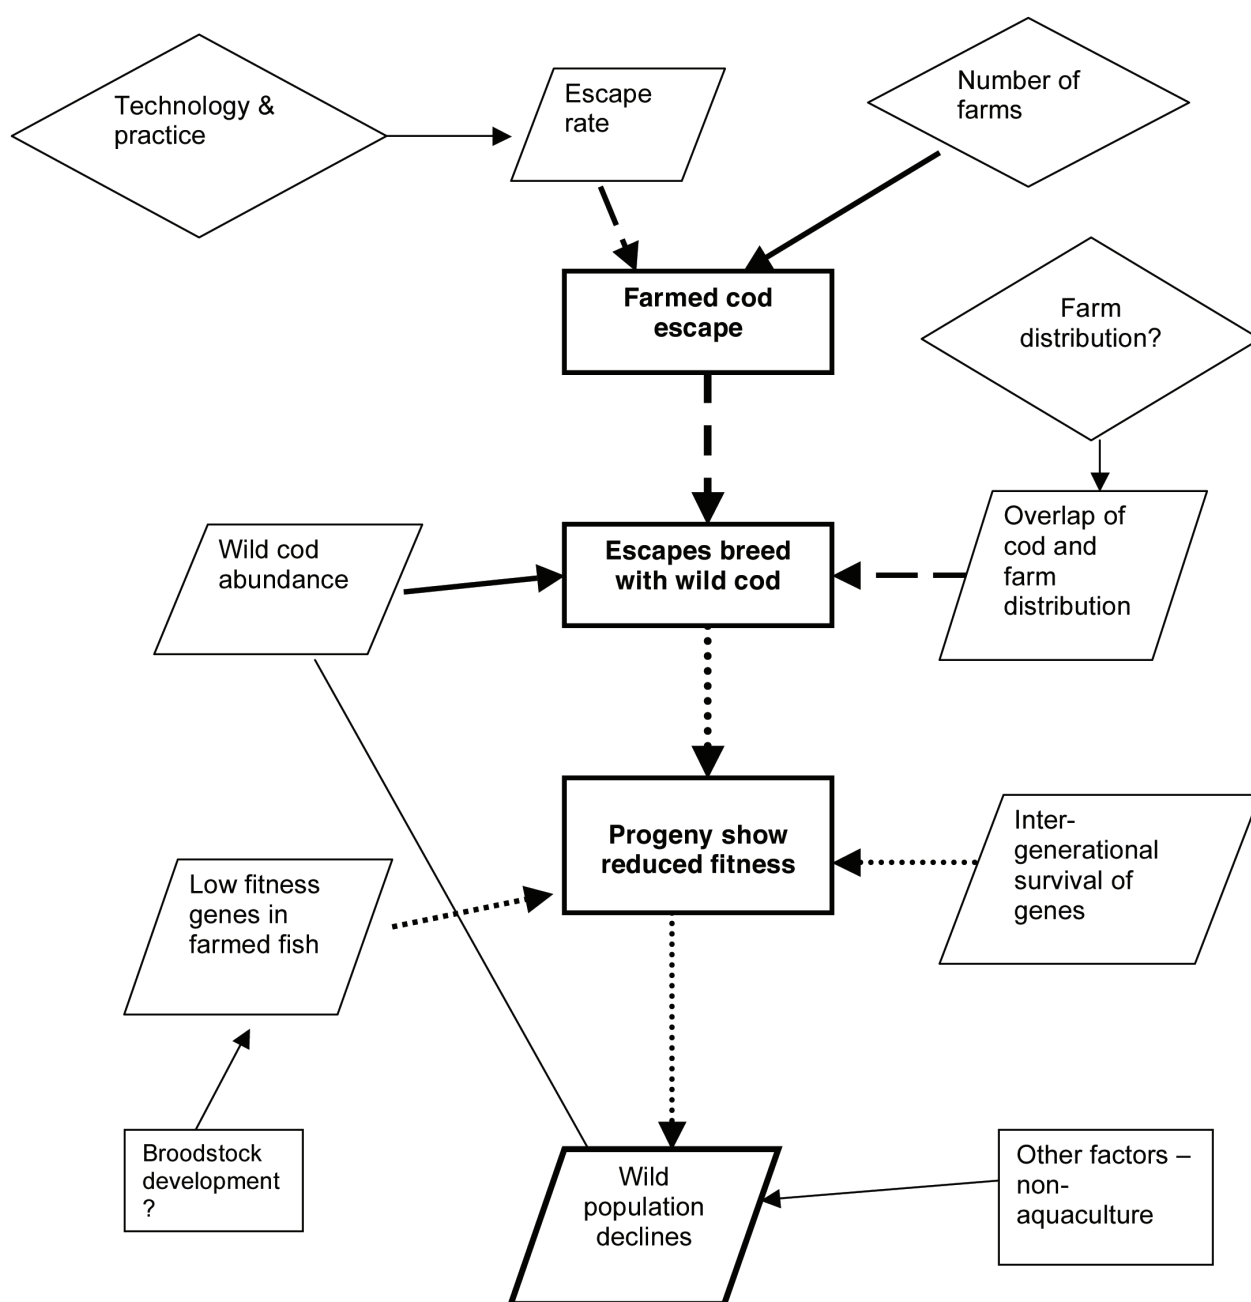 Technology &
practice
Escape
rate
Number of
farms
Farmed cod
escape
Farm
distribution?
Wild cod
abundance
Escapes breed
with wild cod
Overlap of
cod and
farm
distribution
Progeny show
reduced fitness
Inter-
generational
survival of
genes
Low fitness
genes in
farmed fish
Broodstock
development
?
Wild
population
declines
Other factors –
non-
aquaculture